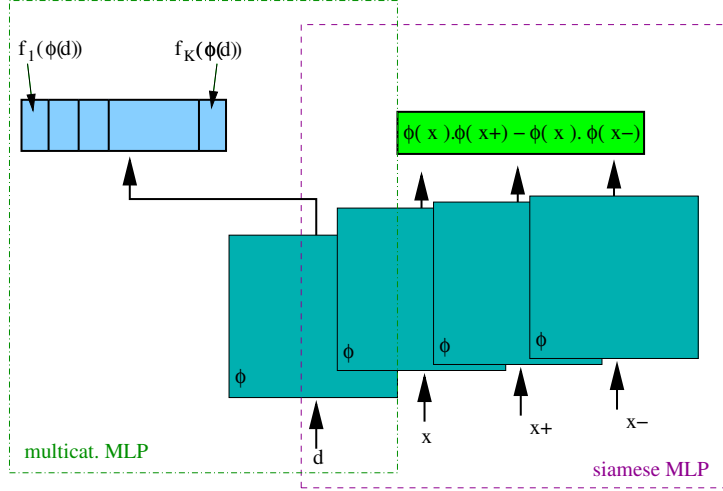 f1(ϕ(d)) fK(ϕ(d))
ϕ( x ).ϕ( x+) – ϕ( x ). ϕ( x–)
ϕ ϕ ϕ ϕ
d x x+ x–
multicat. MLP
siamese MLP